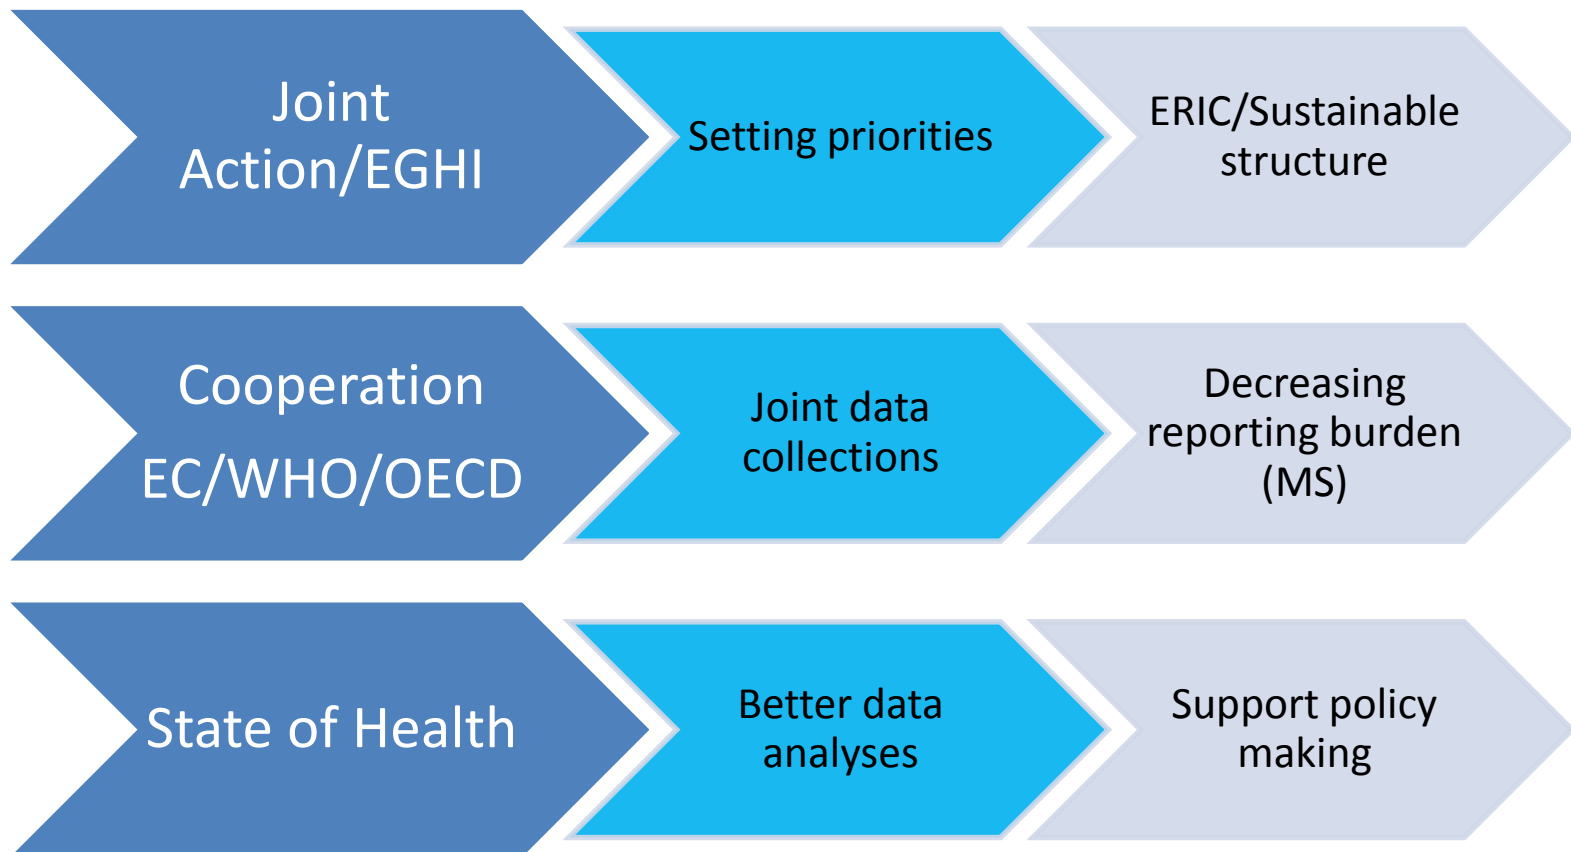 Joint
Action/EGHI
Setting priorities
ERIC/Sustainable
structure
Cooperation
EC/WHO/OECD
Joint data
collections
Decreasing
reporting burden
(MS)
State of Health
Better data
analyses
Support policy
making